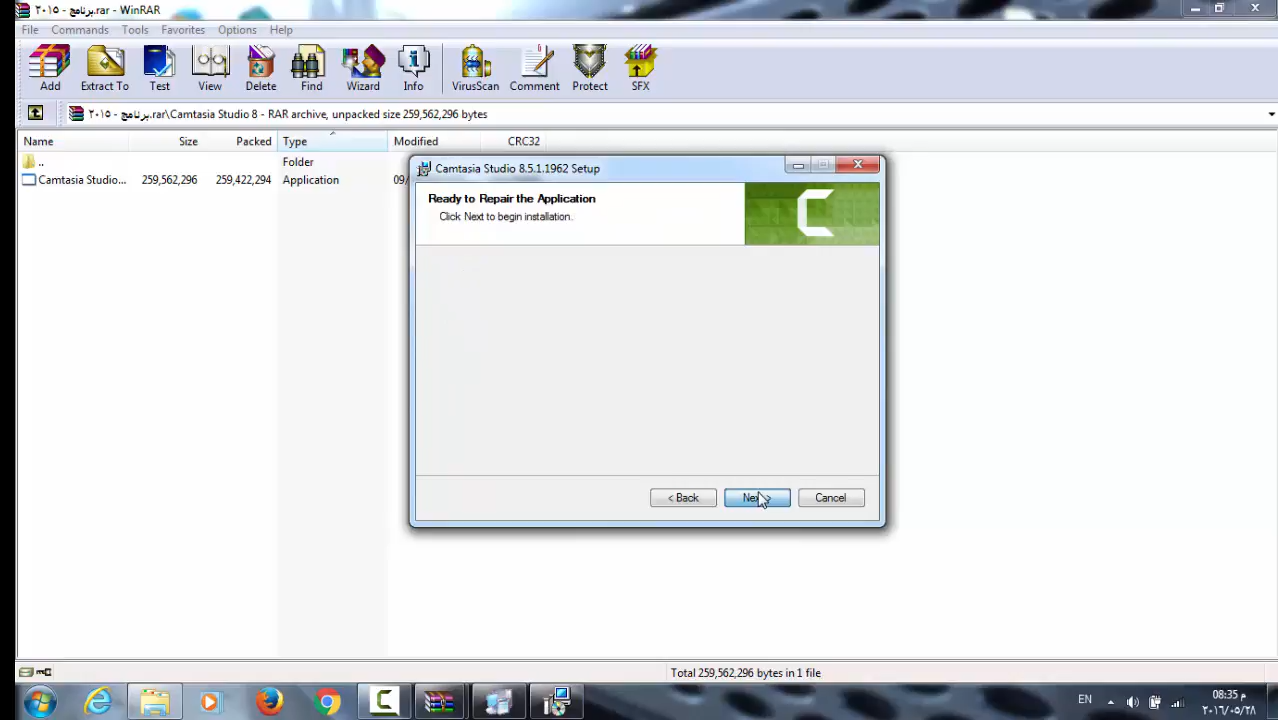 برنامج - ٢٠١٥.rar - WinRAR
File Commands Tools Favorites Options Help
Add Extract To Test View Delete Find Wizard Info VirusScan Comment Protect SFX
برنامج - ٢٠١٥.rar\Camtasia Studio 8 - RAR archive, unpacked size 259,562,296 bytes
Name Size Packed Type Modified CRC32
.. Folder
Camtasia Studio... 259,562,296 259,422,294 Application 09/
Camtasia Studio 8.5.1.1962 Setup
Ready to Repair the Application
Click Next to begin installation.
< Back Next > Cancel
Total 259,562,296 bytes in 1 file
EN
08:35 م
٢٠١٦/٠٥/٢٨